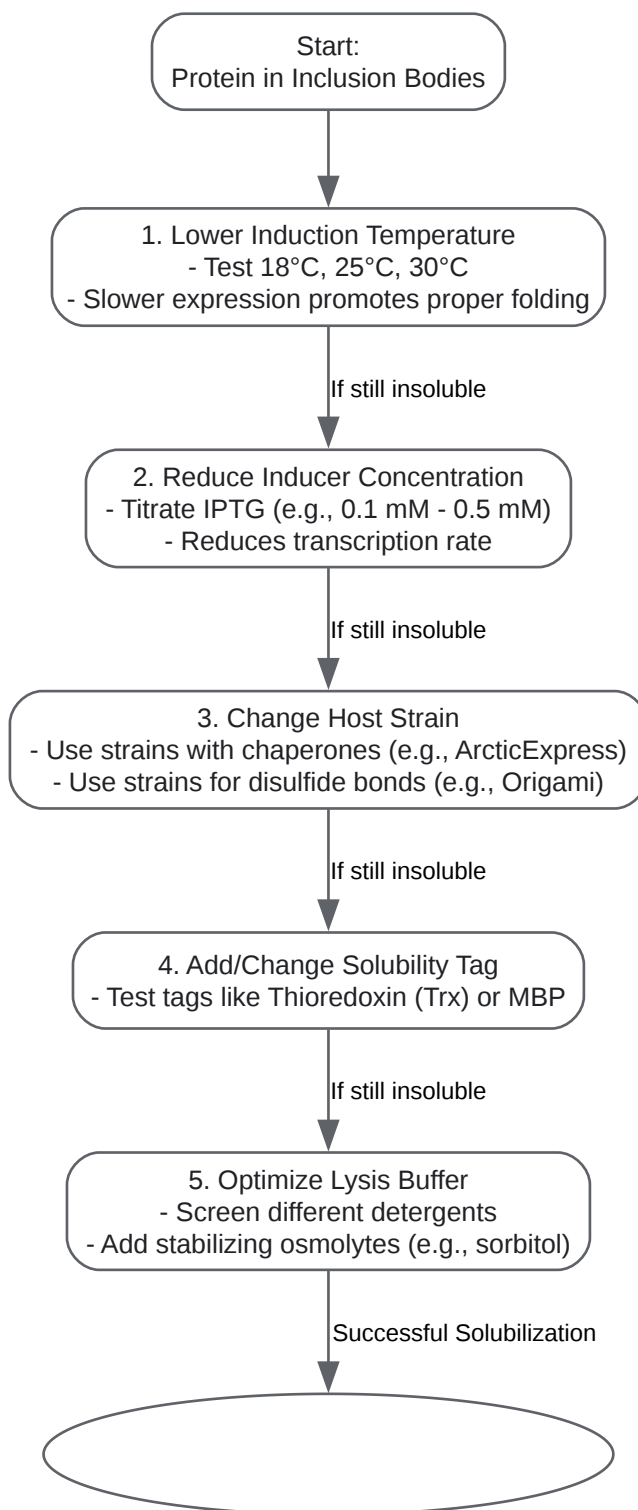 Start:
Protein in Inclusion Bodies
1. Lower Induction Temperature
- Test 18°C, 25°C, 30°C
- Slower expression promotes proper folding
If still insoluble
2. Reduce Inducer Concentration
- Titrate IPTG (e.g., 0.1 mM - 0.5 mM)
- Reduces transcription rate
If still insoluble
3. Change Host Strain
- Use strains with chaperones (e.g., ArcticExpress)
- Use strains for disulfide bonds (e.g., Origami)
If still insoluble
4. Add/Change Solubility Tag
- Test tags like Thioredoxin (Trx) or MBP
If still insoluble
5. Optimize Lysis Buffer
- Screen different detergents
- Add stabilizing osmolytes (e.g., sorbitol)
Successful Solubilization